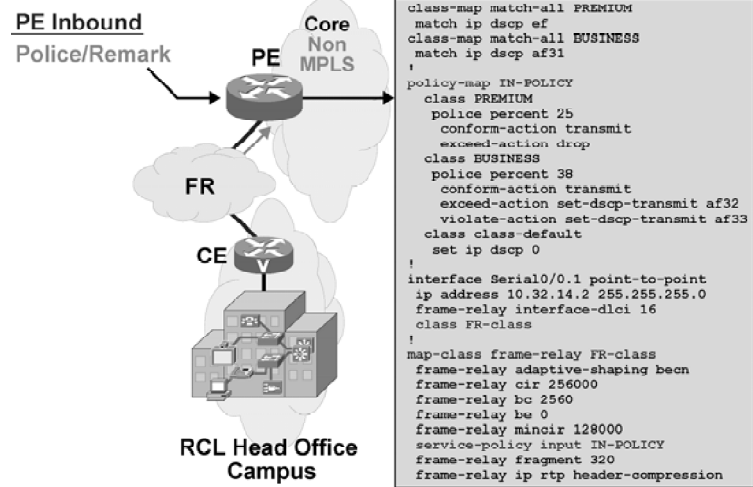 PE Inbound
Police/Remark
PE
Core
Non
MPLS
FR
CE
V
RCL Head Office
Campus
class-map match-all PREMIUM
match ip dscp ef
class-map match-all BUSINESS
match ip dscp af31
!
policy-map IN-POLICY
class PREMIUM
police percent 25
conform-action transmit
exceed-action drop
class BUSINESS
police percent 38
conform-action transmit
exceed-action set-dscp-transmit af32
violate-action set-dscp-transmit af33
class class-default
set ip dscp 0
!
interface Serial0/0.1 point-to-point
ip address 10.32.14.2 255.255.255.0
frame-relay interface-dlci 16
class FR-class
!
map-class frame-relay FR-class
frame-relay adaptive-shaping becn
frame-relay cir 256000
frame-relay bc 2560
frame-relay be 0
frame-relay mincir 128000
service-policy input IN-POLICY
frame-relay fragment 320
frame-relay ip rtp header-compression